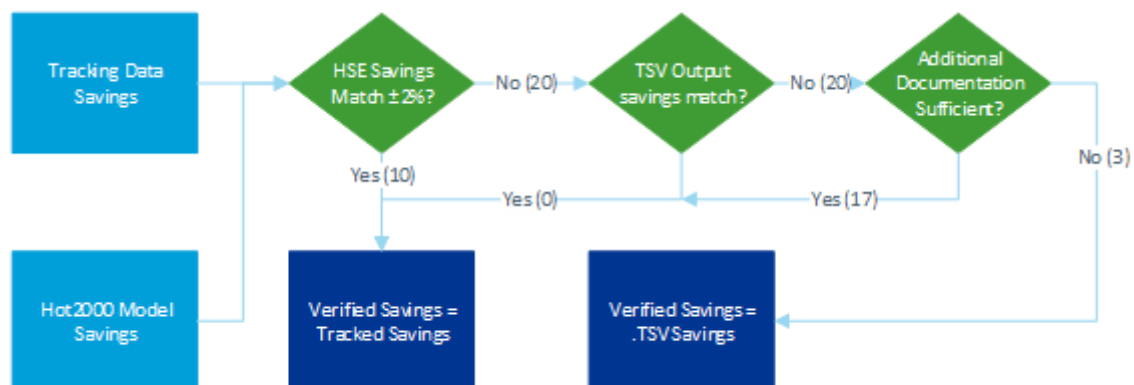 Tracking Data
Savings
HSE Savings
Match ±2%?
No (20)
TSV Output
savings match?
No (20)
Additional
Documentation
Sufficient?
No (3)
Yes (10)
Yes (0)
Yes (17)
Hot2000 Model
Savings
Verified Savings =
Tracked Savings
Verified Savings =
.TSV Savings